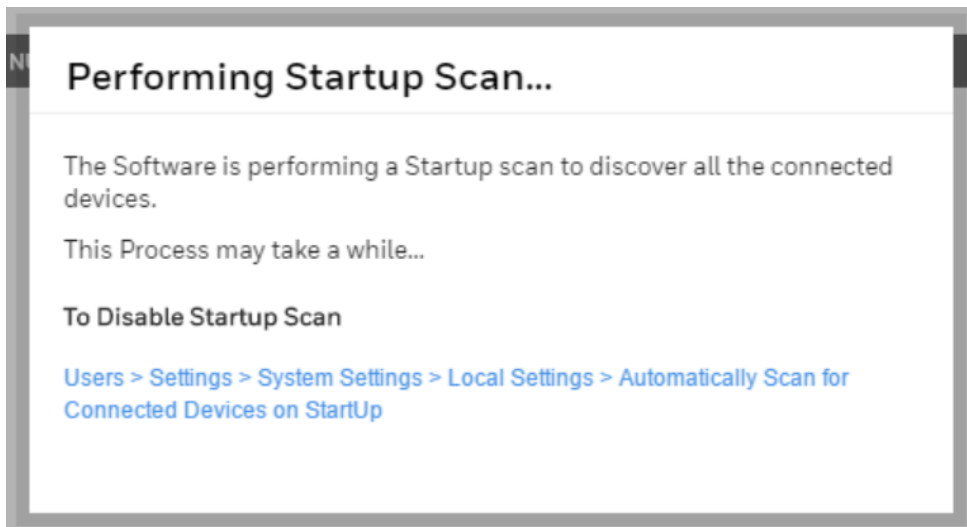 Performing Startup Scan...
The Software is performing a Startup scan to discover all the connected
devices.
This Process may take a while...
To Disable Startup Scan
Users > Settings > System Settings > Local Settings > Automatically Scan for
Connected Devices on StartUp